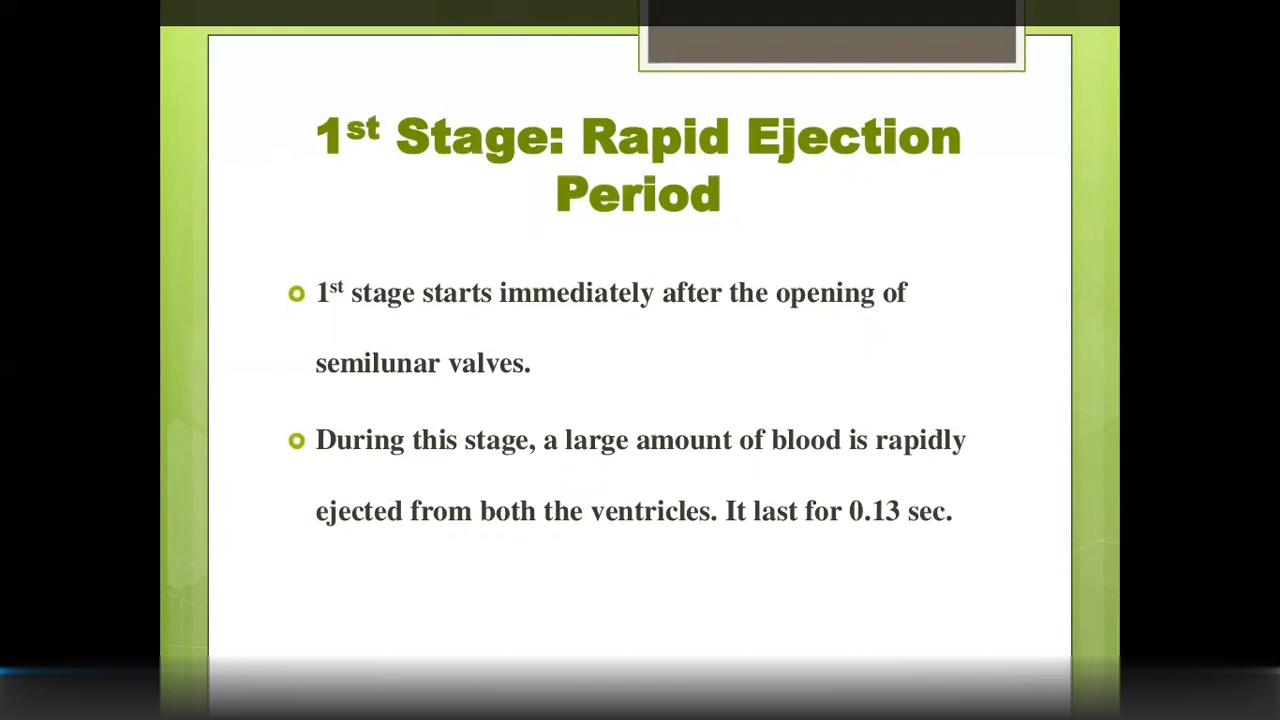 1st Stage: Rapid Ejection
Period
1st stage starts immediately after the opening of
semilunar valves.
During this stage, a large amount of blood is rapidly
ejected from both the ventricles. It last for 0.13 sec.